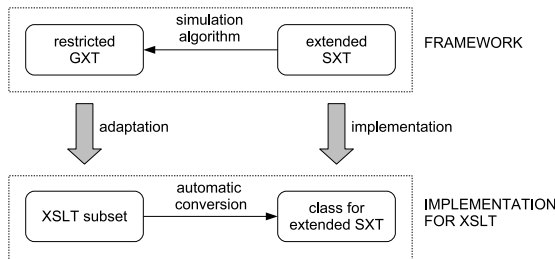 simulation
algorithm
restricted
GXT
extended
SXT
FRAMEWORK
adaptation
implementation
automatic
conversion
XSLT subset
class for
extended SXT
IMPLEMENTATION
FOR XSLT